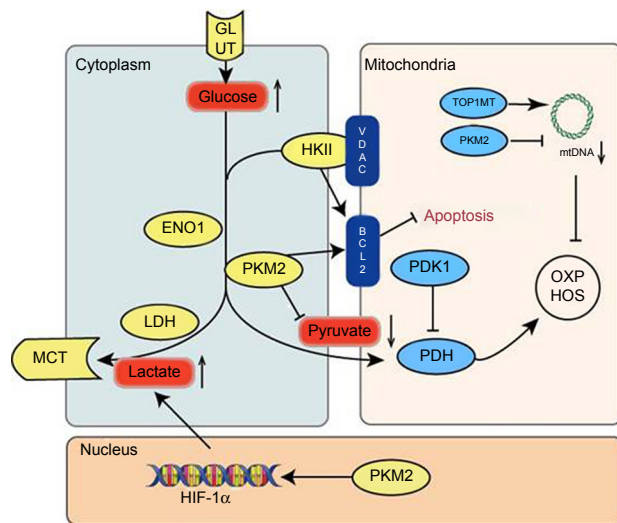 GL
UT
Cytoplasm
Mitochondria
Glucose
TOP1MT
PKM2
mtDNA
HKII
V
D
A
C
Apoptosis
ENO1
B
C
L
2
PKM2
PDK1
OXP
HOS
LDH
Pyruvate
PDH
MCT
Lactate
Nucleus
HIF-1α
PKM2